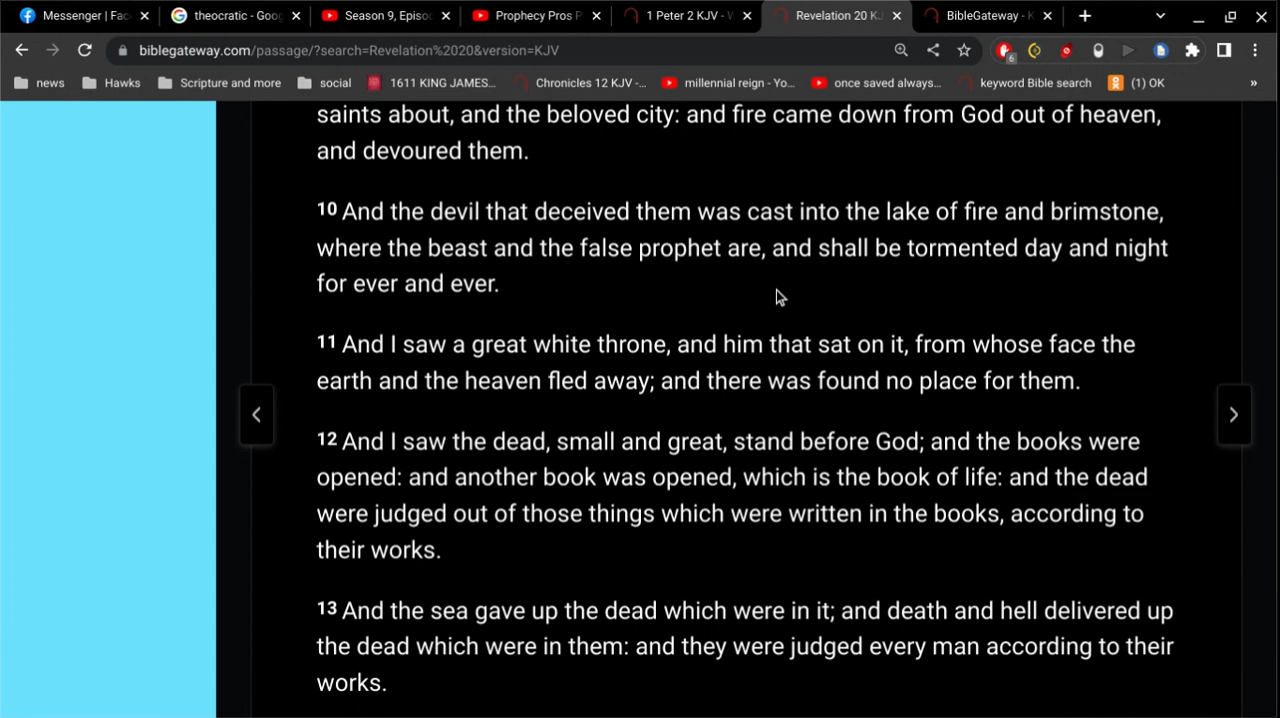 Messenger | Fac
theocratic - Goog
Season 9, Episod
Prophecy Pros P
1 Peter 2 KJV -
Revelation 20 KJ
BibleGateway - K
biblegateway.com/passage/?search=Revelation%2020&version=KJV
6
news
Hawks
Scripture and more
social
1611 KING JAMES...
Chronicles 12 KJV -...
millennial reign - Yo...
once saved always...
keyword Bible search
(1) OK
»
saints about, and the beloved city: and fire came down from God out of heaven,
and devoured them.
10 And the devil that deceived them was cast into the lake of fire and brimstone,
where the beast and the false prophet are, and shall be tormented day and night
for ever and ever.
11 And I saw a great white throne, and him that sat on it, from whose face the
earth and the heaven fled away; and there was found no place for them.
12 And I saw the dead, small and great, stand before God; and the books were
opened: and another book was opened, which is the book of life: and the dead
were judged out of those things which were written in the books, according to
their works.
13 And the sea gave up the dead which were in it; and death and hell delivered up
the dead which were in them: and they were judged every man according to their
works.